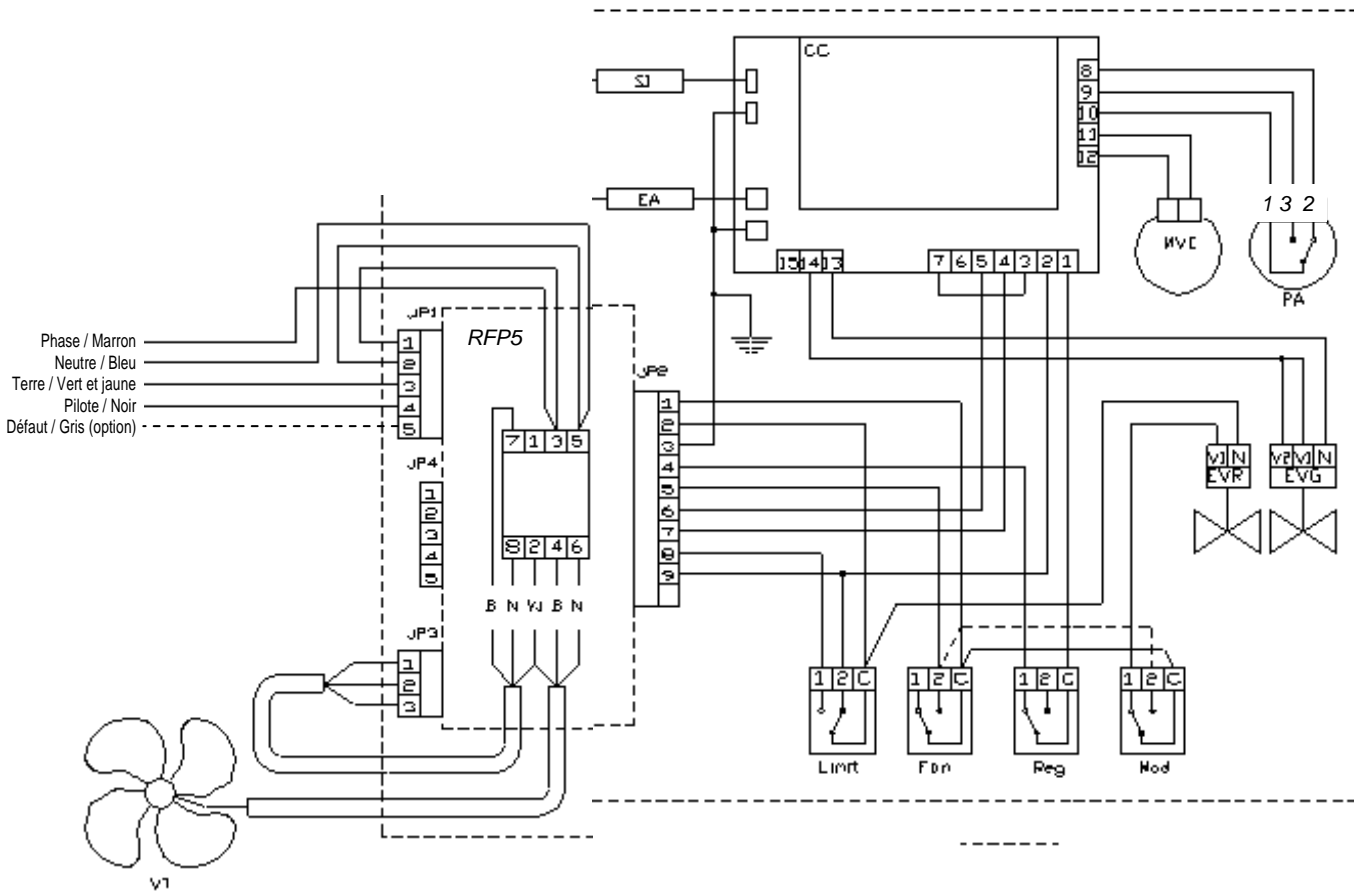 CC
8
9
10
11
12
SI
EA
1 3 2
MVC
PA
15 14 13
7 6 5 4 3 2 1
Phase / Marron
Neutre / Bleu
Terre / Vert et jaune
Pilote / Noir
Défaut / Gris (option)
JP1
1
2
3
4
5
RFP5
JP2
1
2
3
4
5
6
7
8
9
7 1 3 5
8 2 4 6
B N VJ B N
JP4
1
2
3
4
5
JP3
1
2
3
V1 N
EVR
V2 V1 N
EVG
1 2 C
Limit
1 2 C
Fan
1 2 C
Reg
1 2 C
Mod
V1